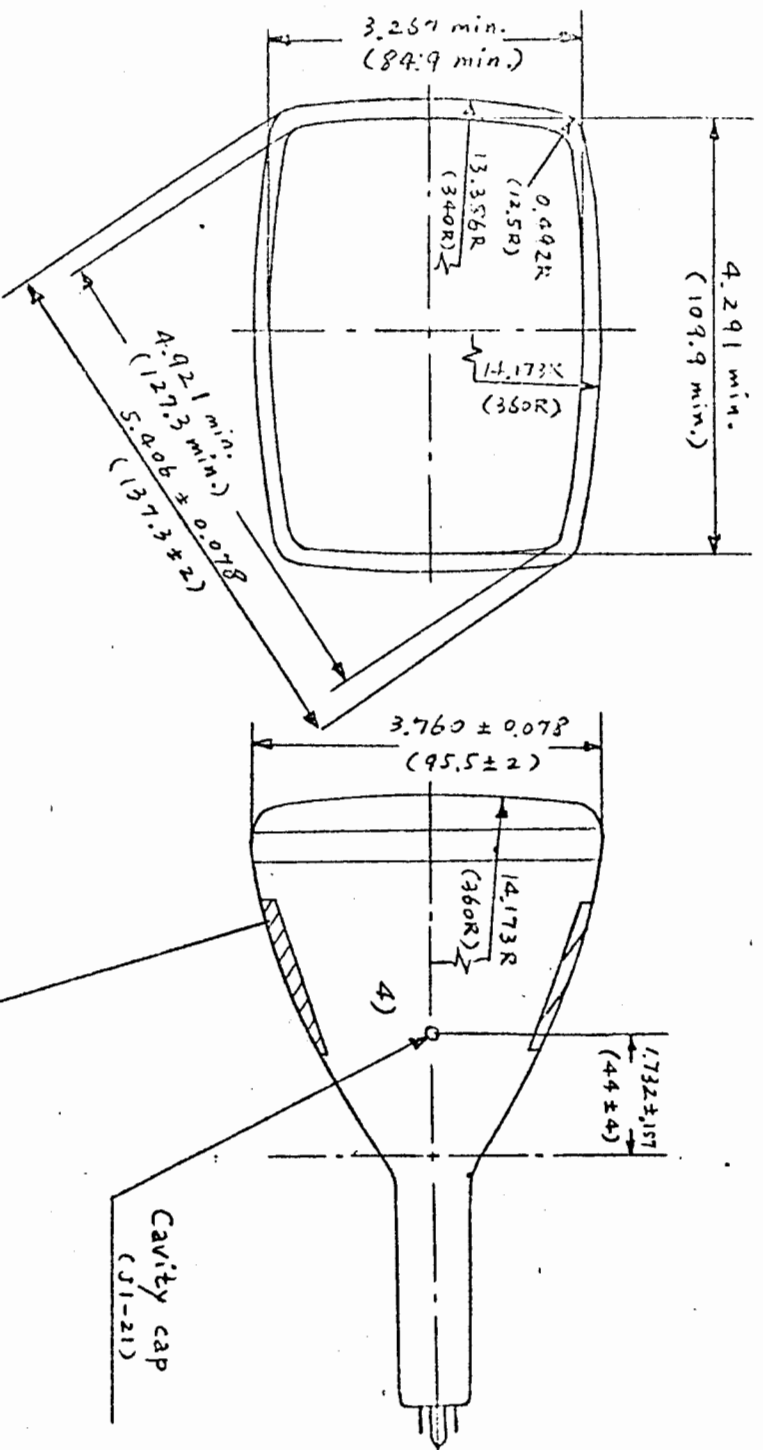 3.267 min.
(84.9 min.)
4.291 min.
(109.9 min.)
0.492R
(12.5R)
13.386R
(340R)
14.173R
(360R)
4.921 min.
(127.3 min.)
5.406 ± 0.078
(137.3 ± 2)
3.760 ± 0.078
(95.5 ± 2)
14.173R
(360R)
4)
1.732 ± .157
(44 ± 4)
Cavity cap
(J1-21)